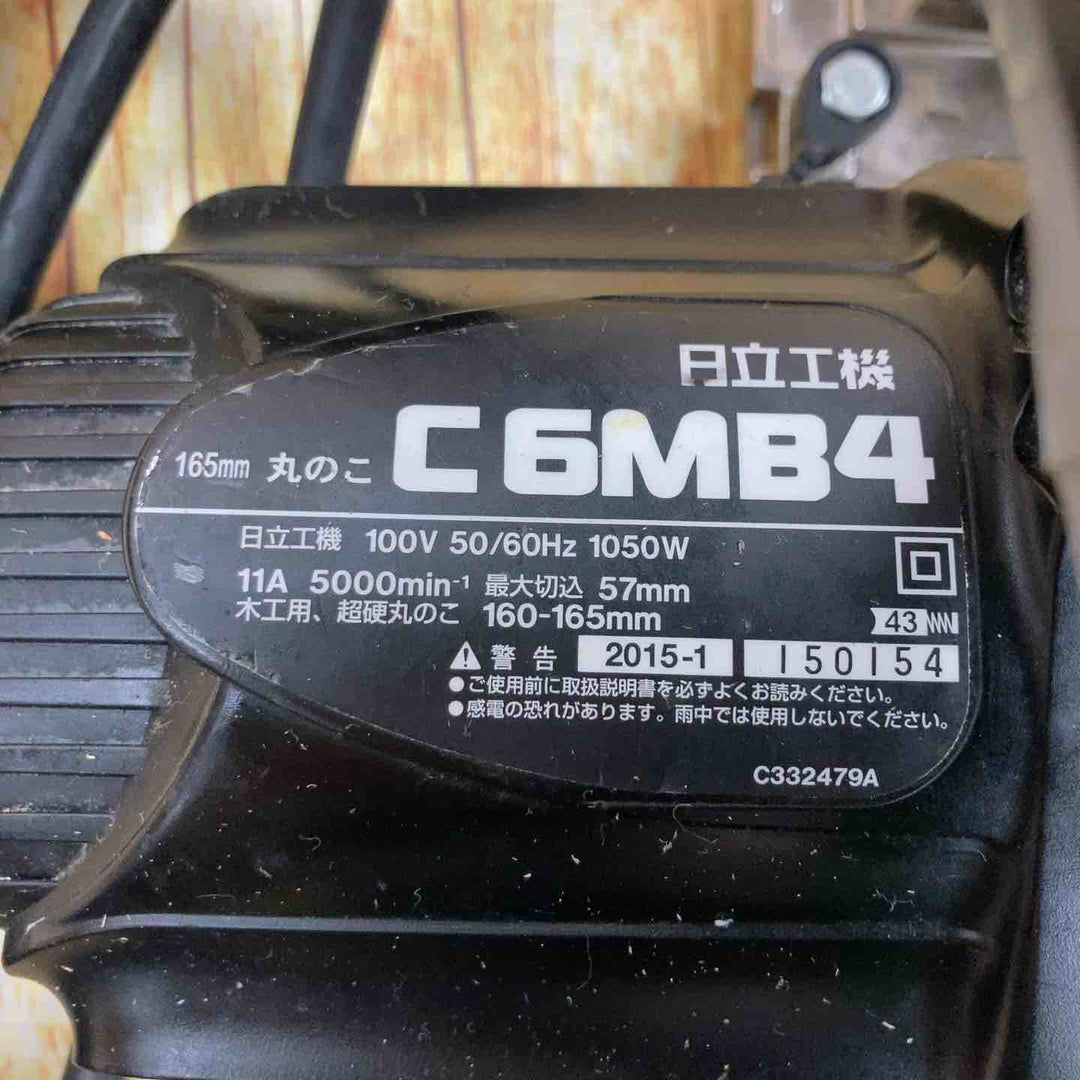 日立工機
165mm 丸のこ C6MB4
日立工機 100V 50/60Hz 1050W
11A 5000min⁻¹ 最大切込 57mm
木工用、超硬丸のこ 160-165mm
43
警告 2015-1 150154
●ご使用前に取扱説明書を必ずよくお読みください。
●感電の恐れがあります。雨中では使用しないでください。
C332479A